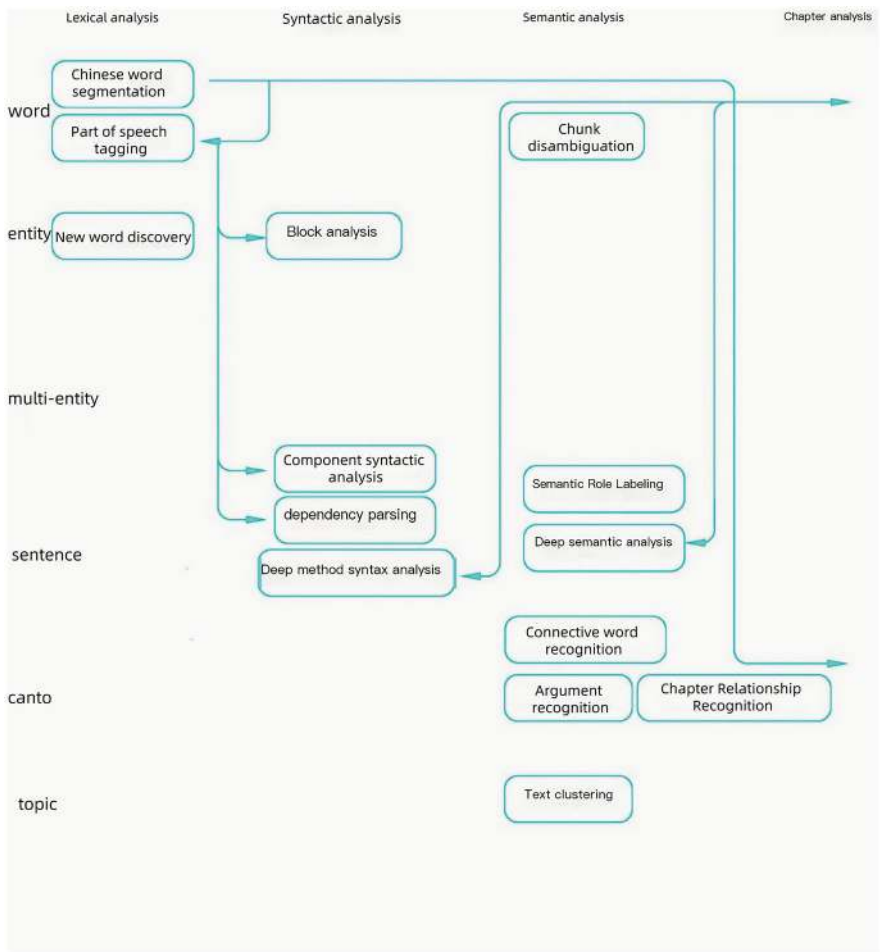 Lexical analysis
Syntactic analysis
Semantic analysis
Chapter analysis
Chinese word
segmentation
word
Part of speech
tagging
Chunk
disambiguation
entity
New word discovery
Block analysis
multi-entity
Component syntactic
analysis
Semantic Role Labeling
dependency parsing
sentence
Deep semantic analysis
Deep method syntax analysis
Connective word
recognition
canto
Argument
recognition
Chapter Relationship
Recognition
topic
Text clustering